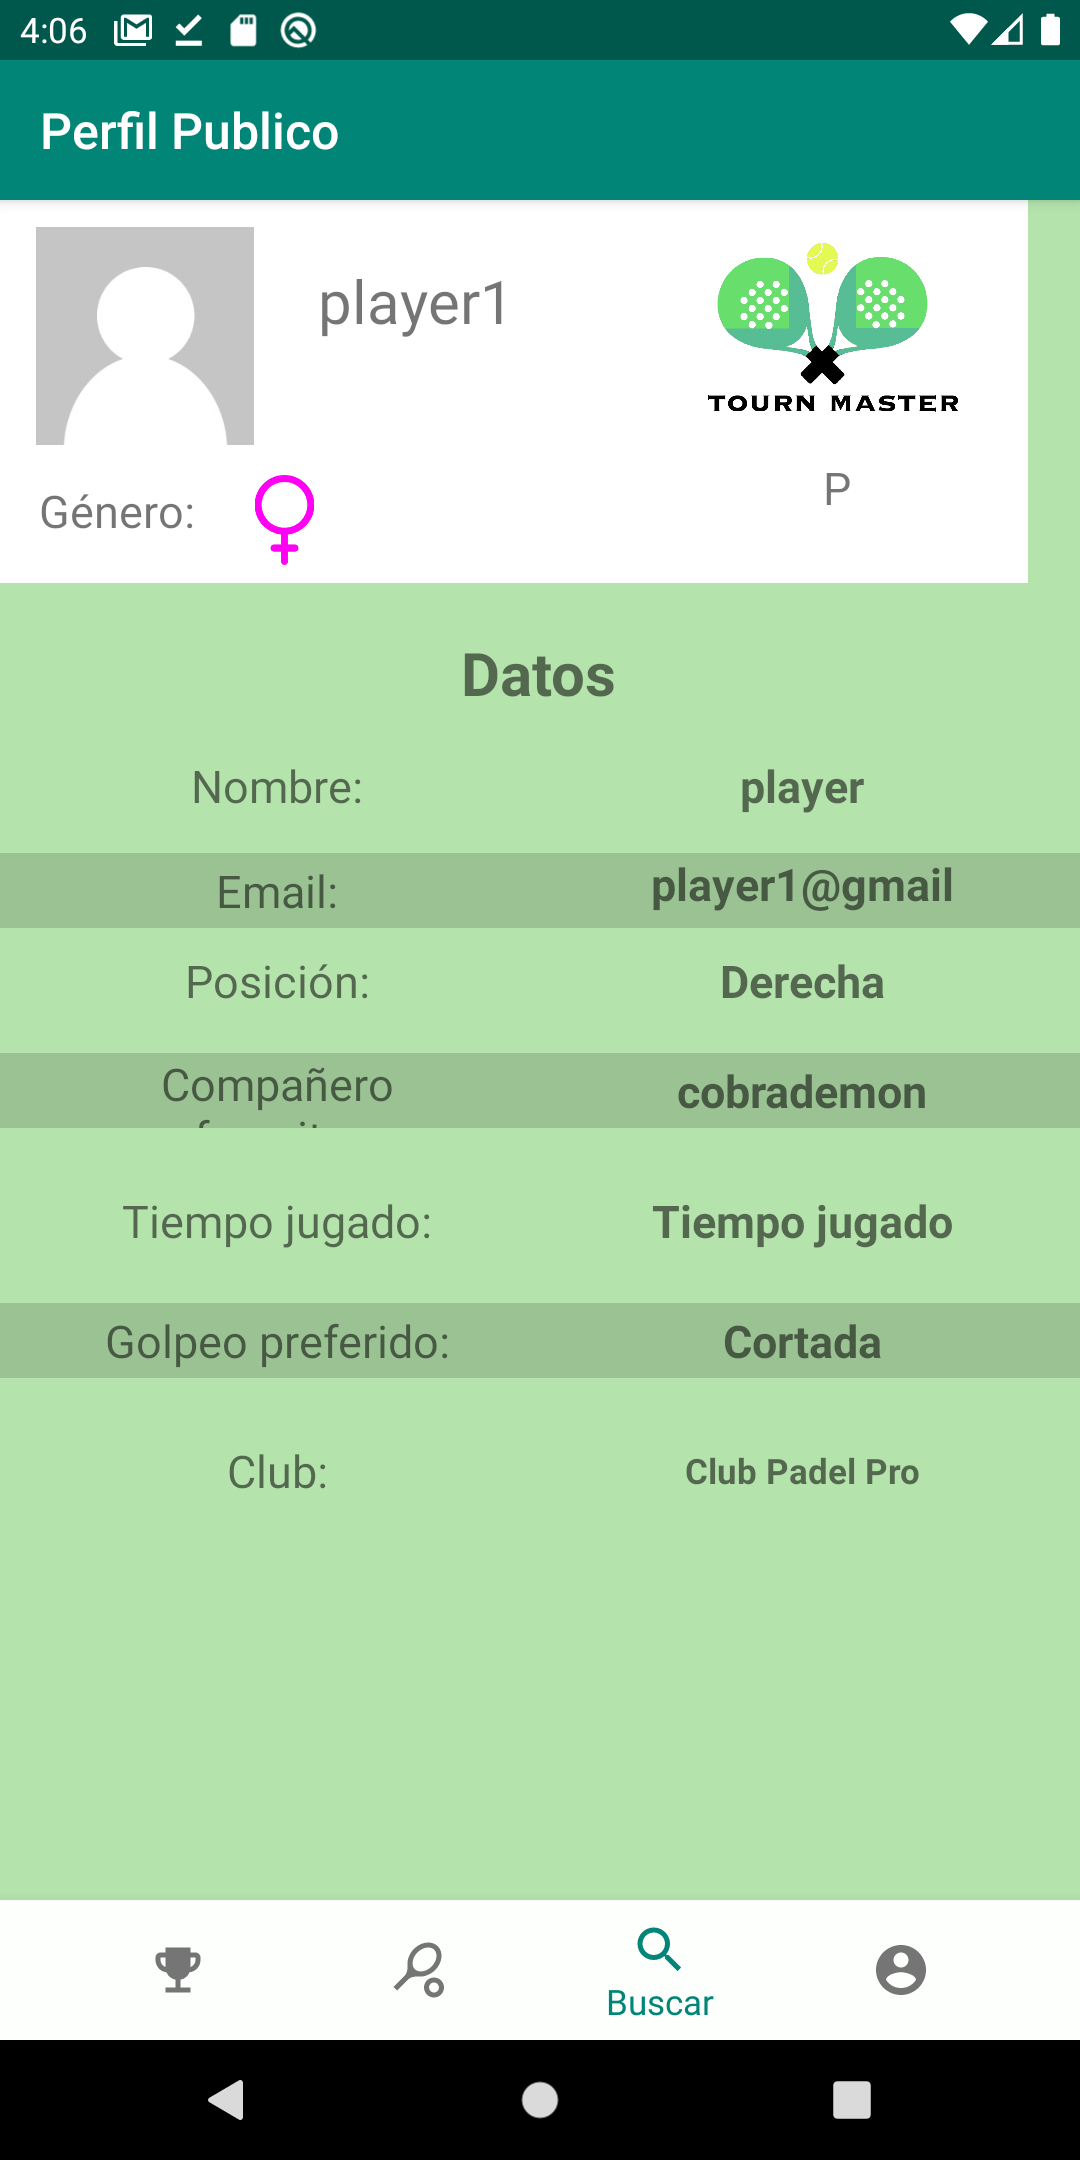 4:06
Perfil Publico
player1
TOURN MASTER
Género:
P
Datos
Nombre: player
Email: player1@gmail
Posición: Derecha
Compañero cobrademon
Tiempo jugado: Tiempo jugado
Golpeo preferido: Cortada
Club: Club Padel Pro
Buscar